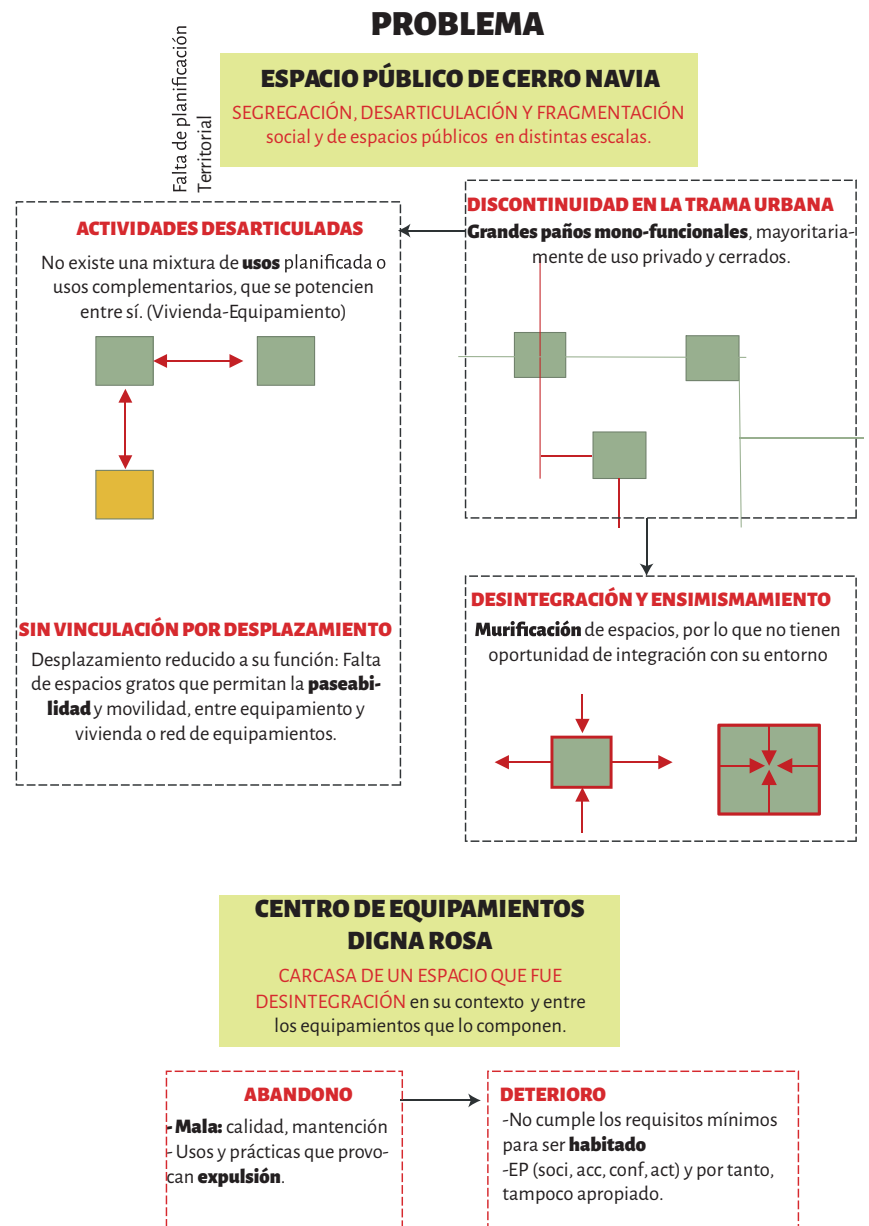 PROBLEMA
Falta de planificación
Territorial
ESPACIO PÚBLICO DE CERRO NAVIA
SEGREGACIÓN, DESARTICULACIÓN Y FRAGMENTACIÓN
social y de espacios públicos en distintas escalas.
ACTIVIDADES DESARTICULADAS
No existe una mixtura de usos planificada o
usos complementarios, que se potencien
entre sí. (Vivienda-Equipamiento)
SIN VINCULACIÓN POR DESPLAZAMIENTO
Desplazamiento reducido a su función: Falta
de espacios gratos que permitan la paseabi-
lidad y movilidad, entre equipamiento y
vivienda o red de equipamientos.
DISCONTINUIDAD EN LA TRAMA URBANA
Grandes paños mono-funcionales, mayoritaria-
mente de uso privado y cerrados.
DESINTEGRACIÓN Y ENSIMISMAMIENTO
Murificación de espacios, por lo que no tienen
oportunidad de integración con su entorno
CENTRO DE EQUIPAMIENTOS
DIGNA ROSA
CARCASA DE UN ESPACIO QUE FUE
DESINTEGRACIÓN en su contexto y entre
los equipamientos que lo componen.
ABANDONO
- Mala: calidad, mantención
- Usos y prácticas que provo-
can expulsión.
DETERIORO
-No cumple los requisitos mínimos
para ser habitado
-EP (soci, acc, conf, act) y por tanto,
tampoco apropiado.